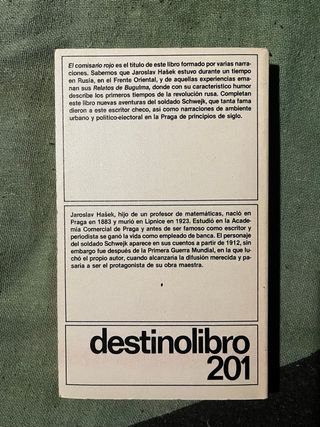 El comisario rojo es el título de este libro formado por varias narra-
ciones. Sabemos que Jaroslav Hašek estuvo durante un tiempo
en Rusia, en el Frente Oriental, y de aquellas experiencias ema-
nan sus Relatos de Bugulma, donde con su característico humor
describe los primeros tiempos de la revolución rusa. Completan
este libro nuevas aventuras del soldado Schwejk, que tanta fama
dieron a este escritor checo, así como narraciones de ambiente
urbano y político-electoral en la Praga de principios de siglo.
Jaroslav Hašek, hijo de un profesor de matemáticas, nació en
Praga en 1883 y murió en Lipnice en 1923. Estudió en la Acade-
mia Comercial de Praga y antes de ser famoso como escritor y
periodista se ganó la vida como empleado de banca. El personaje
del soldado Schwejk aparece en sus cuentos a partir de 1912, sin
embargo fue después de la Primera Guerra Mundial, en la que lu-
chó el propio autor, cuando alcanzaría la difusión merecida y pa-
saría a ser el protagonista de su obra maestra.
destinolibro
201